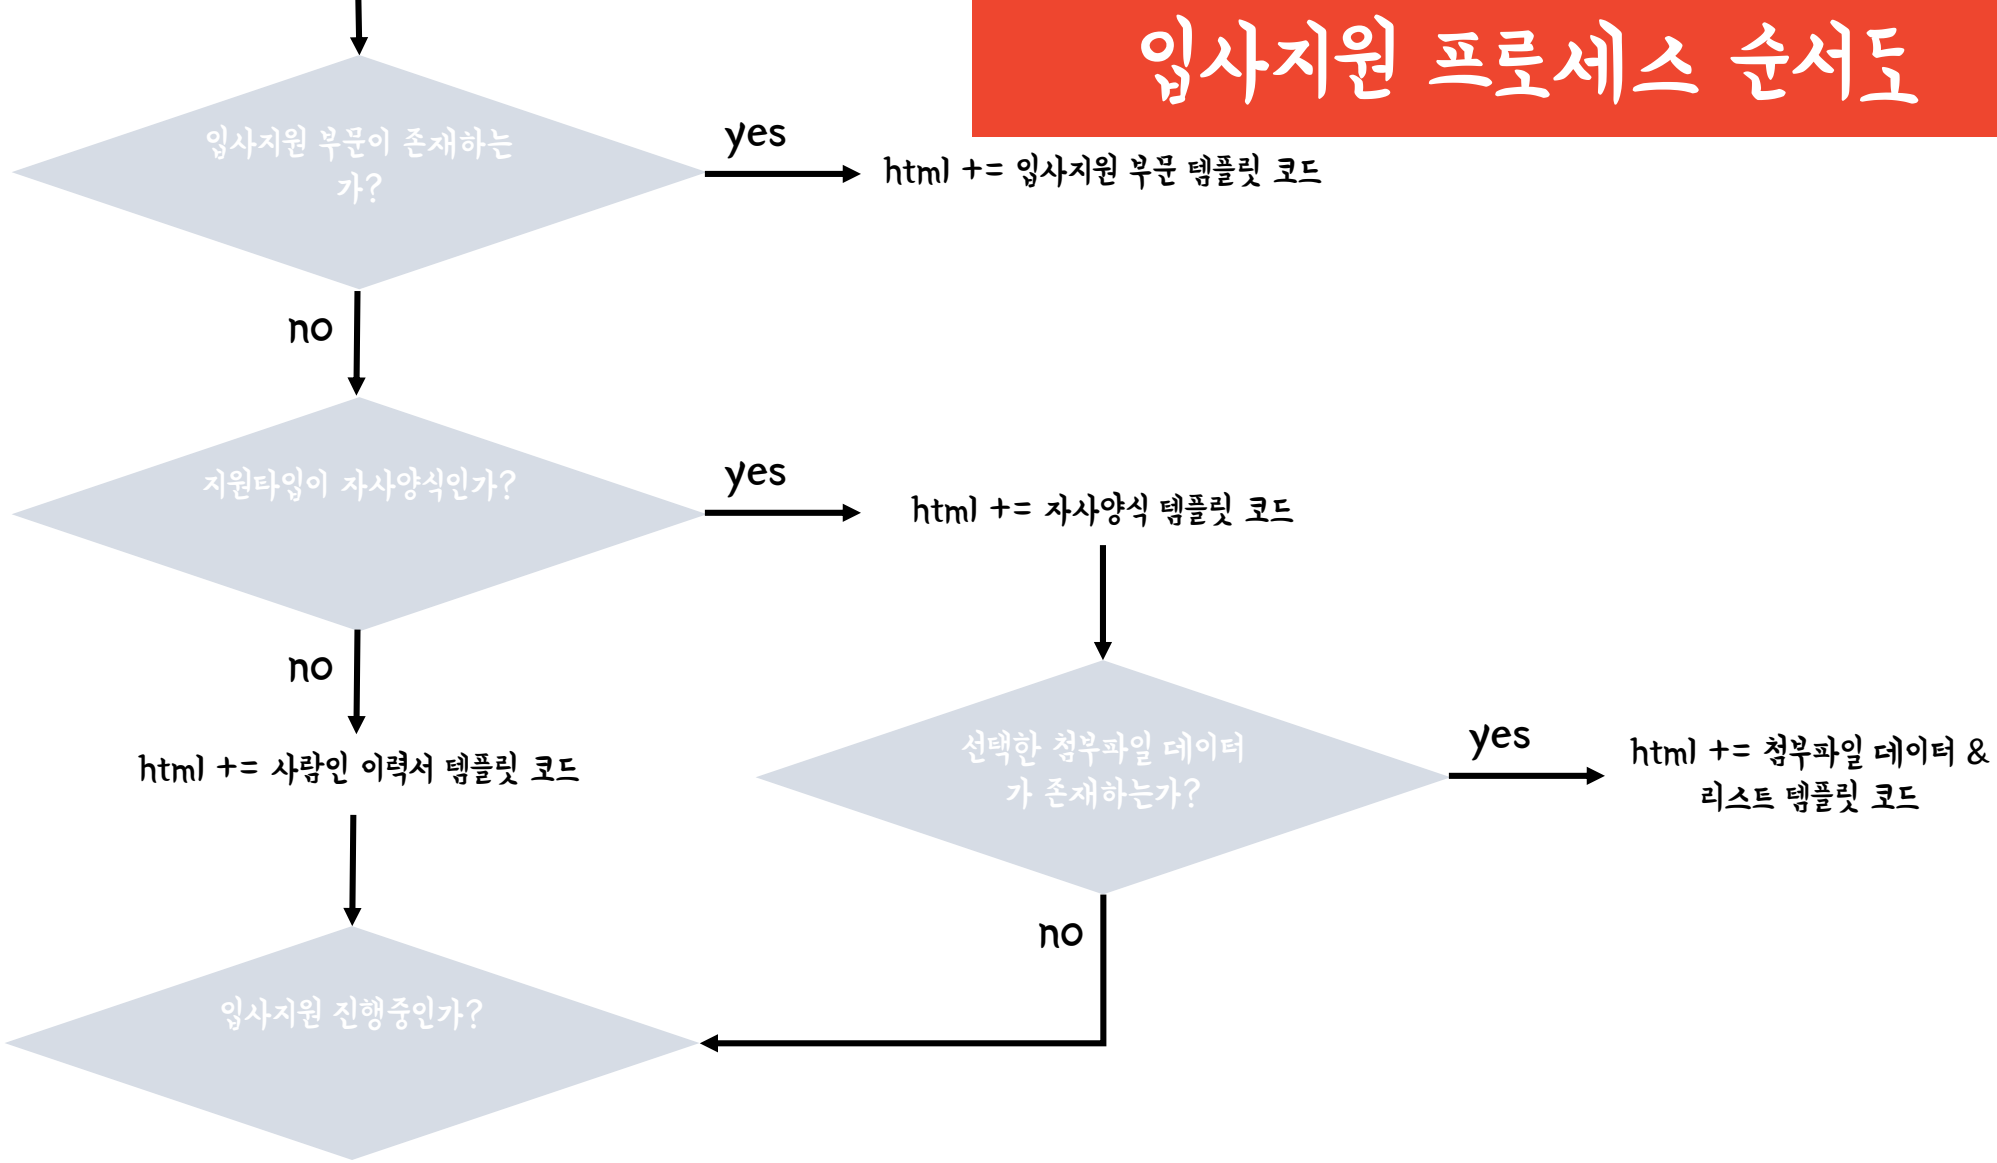 입사지원 프로세스 순서도
입사지원 부문이 존재하는
가?
yes
html += 입사지원 부문 템플릿 코드
no
지원타입이 자사양식인가?
yes
html += 자사양식 템플릿 코드
no
html += 사람인 이력서 템플릿 코드
선택한 첨부파일 데이터
가 존재하는가?
yes
html += 첨부파일 데이터 &
리스트 템플릿 코드
no
입사지원 진행중인가?